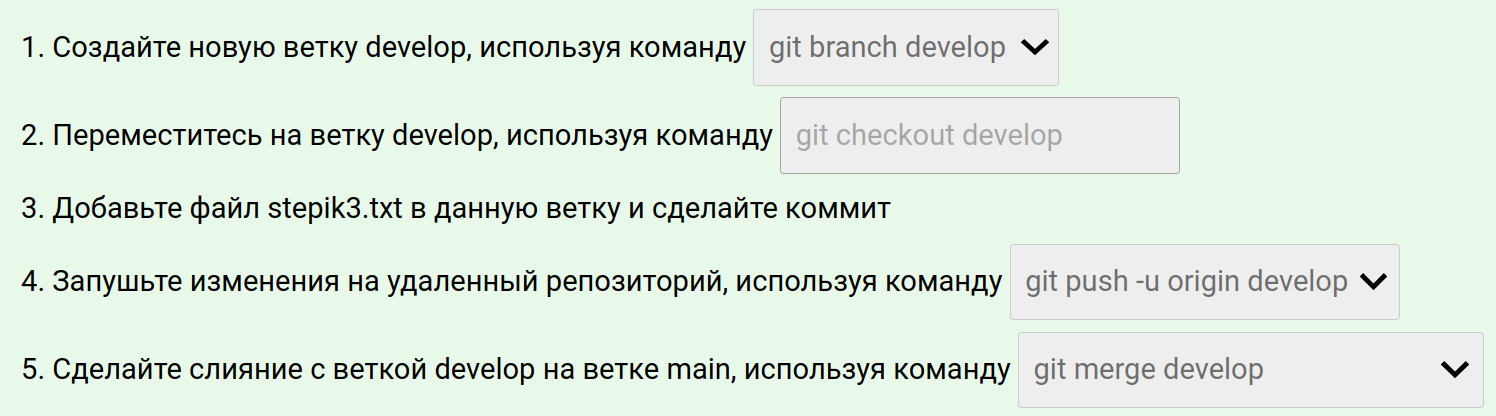 1. Создайте новую ветку develop, используя команду git branch develop
2. Переместитесь на ветку develop, используя команду git checkout develop
3. Добавьте файл stepik3.txt в данную ветку и сделайте коммит
4. Запушьте изменения на удаленный репозиторий, используя команду git push -u origin develop
5. Сделайте слияние с веткой develop на ветке main, используя команду git merge develop